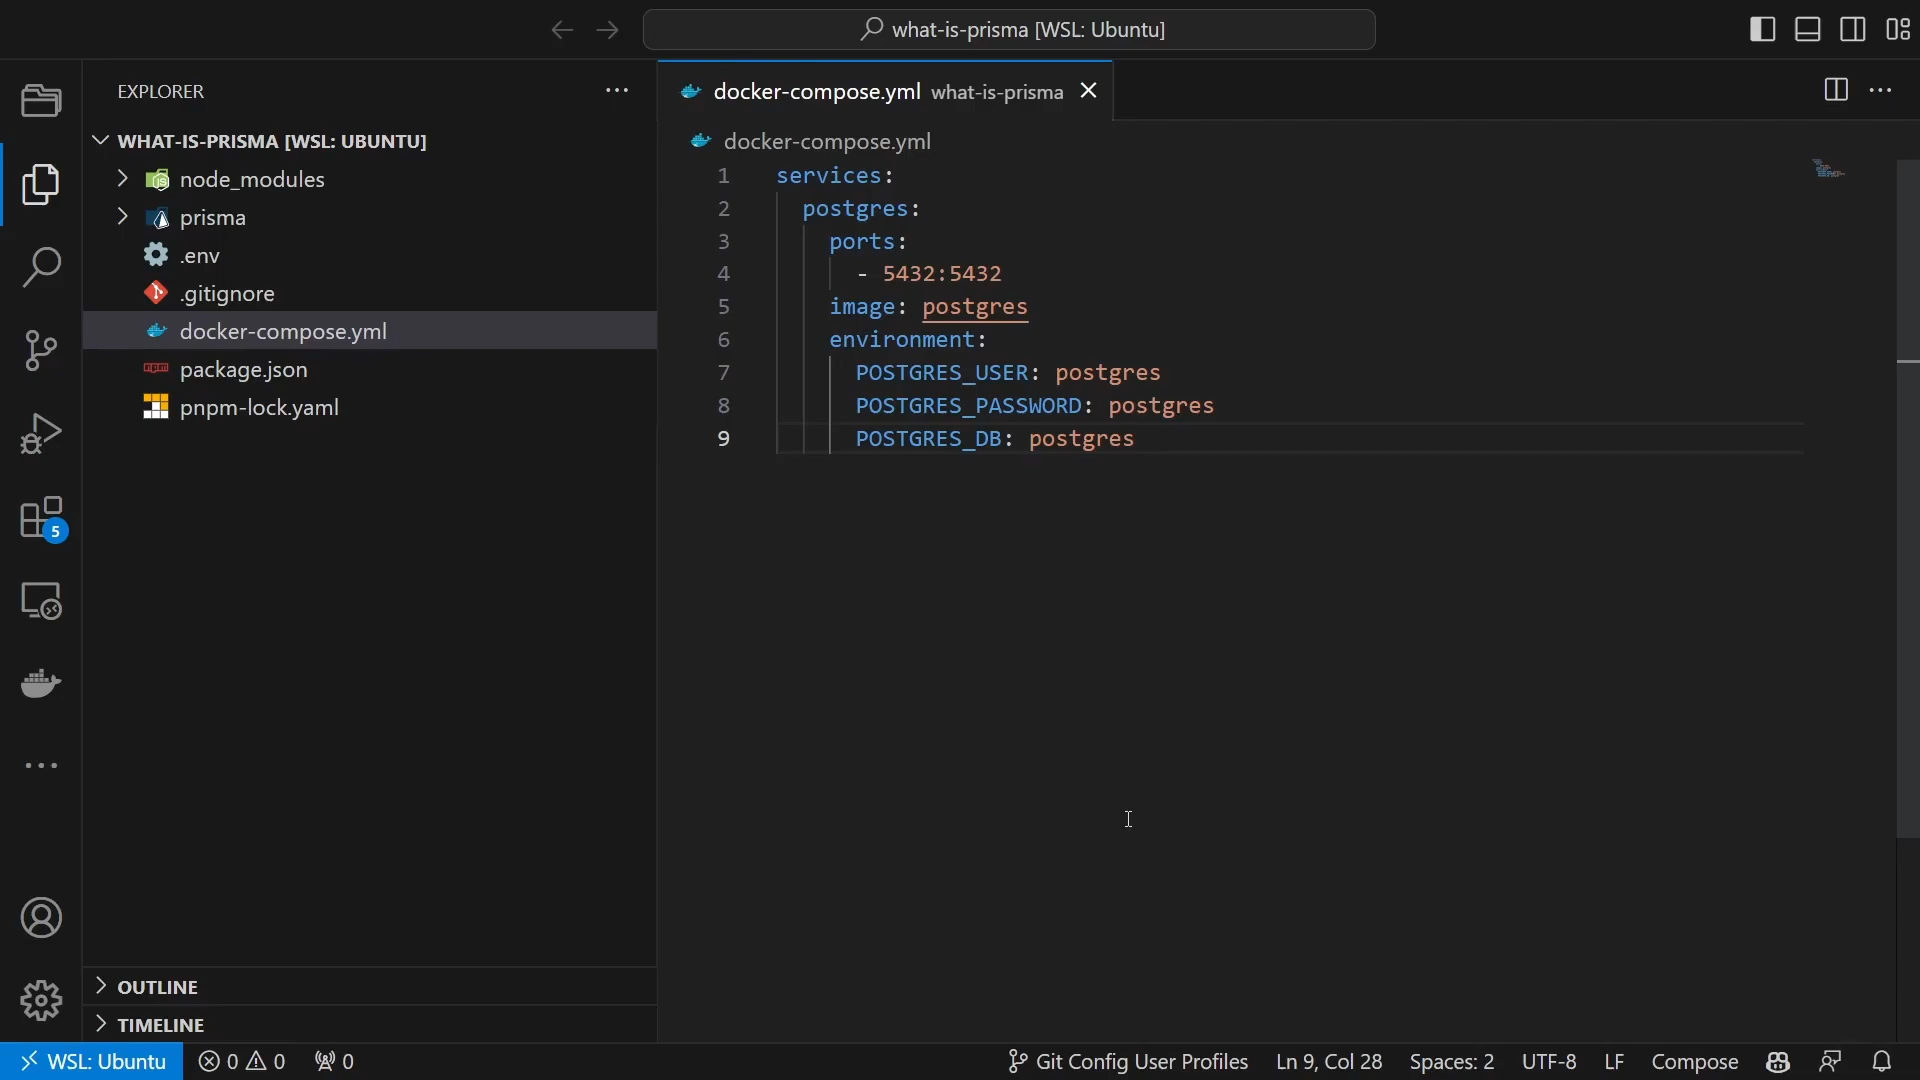 what-is-prisma [WSL: Ubuntu]
EXPLORER
WHAT-IS-PRISMA [WSL: UBUNTU]
node_modules
prisma
.env
.gitignore
docker-compose.yml
package.json
pnpm-lock.yaml
OUTLINE
TIMELINE
docker-compose.yml what-is-prisma
docker-compose.yml
1 services:
2 postgres:
3 ports:
4 - 5432:5432
5 image: postgres
6 environment:
7 POSTGRES_USER: postgres
8 POSTGRES_PASSWORD: postgres
9 POSTGRES_DB: postgres
5
WSL: Ubuntu 0 0 0 Git Config User Profiles Ln 9, Col 28 Spaces: 2 UTF-8 LF Compose